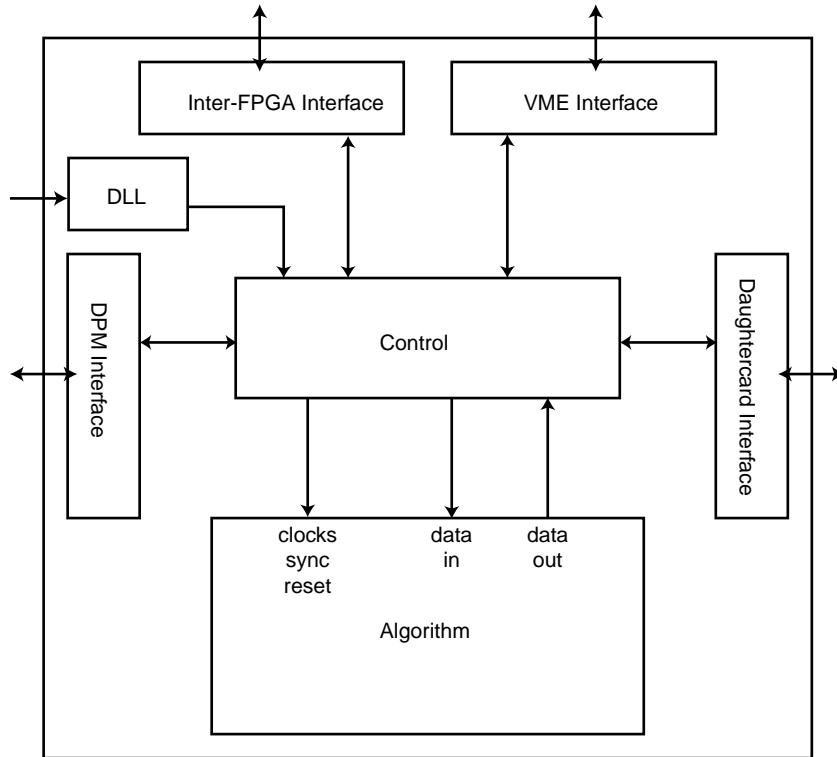 Inter-FPGA Interface
VME Interface
DLL
DPM Interface
Control
Daughtercard Interface
clocks
sync
reset
data
in
data
out
Algorithm